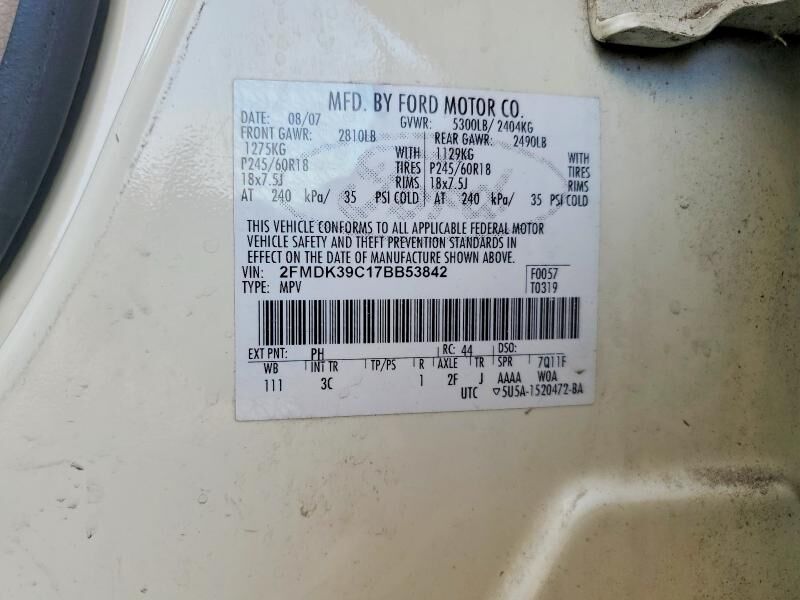 MFD. BY FORD MOTOR CO.
DATE: 08/07 GVWR: 5300LB/ 2404KG
FRONT GAWR: 2810LB REAR GAWR: 2490LB
1275KG WITH 1129KG WITH
P245/60R18 TIRES P245/60R18 TIRES
18x7.5J RIMS 18x7.5J RIMS
AT 240 kPa/ 35 PSI COLD AT 240 kPa/ 35 PSI COLD
THIS VEHICLE CONFORMS TO ALL APPLICABLE FEDERAL MOTOR
VEHICLE SAFETY AND THEFT PREVENTION STANDARDS IN
EFFECT ON THE DATE OF MANUFACTURE SHOWN ABOVE.
VIN: 2FMDK39C17BB53842 F0057
TYPE: MPV T0319
EXT PNT: PH RC: 44 DSO:
WB INT TR TP/PS R AXLE TR SPR 7Q11F
111 3C 1 2F J AAAA W0A
UTC ▽5U5A-1520472-BA